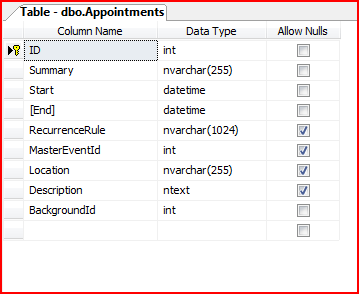 Table - dbo.Appointments
Column Name Data Type Allow Nulls
ID int
Summary nvarchar(255)
Start datetime
[End] datetime
RecurrenceRule nvarchar(1024)
MasterEventId int
Location nvarchar(255)
Description ntext
BackgroundId int